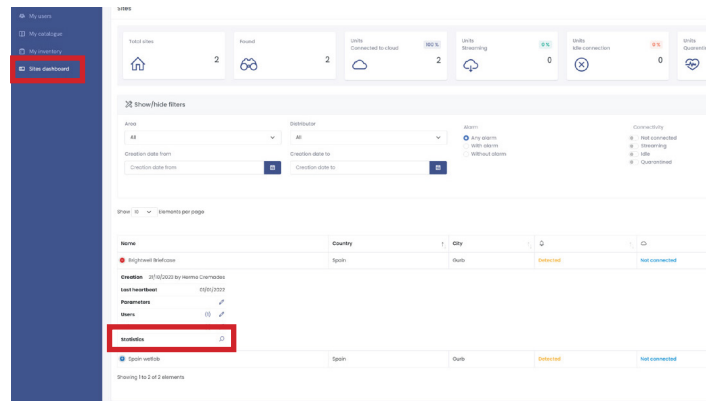 Sites
My users
My catalogue
My inventory
Sites dashboard
Total sites
2
Found
2
Units
Connected to cloud
100 %
2
Units
Streaming
0 %
0
Units
Idle connection
0 %
0
Units
Show/hide filters
Area
All
Distributor
All
Alarm
Any alarm
With alarm
Without alarm
Connectivity
Not connected
Streaming
Idle
Quarantined
Creation date from
Creation date from
Creation date to
Creation date to
Show 10 Elements per page
Name Country City
Brightwell Briefcase Spain Gurb Detected Not connected
Creation 21/10/2020 by Norma Cremades
Last heartbeat
Parameters
Users (1)
Statistics
Spain wetlab Spain Gurb Detected Not connected
Showing 1 to 2 of 2 elements